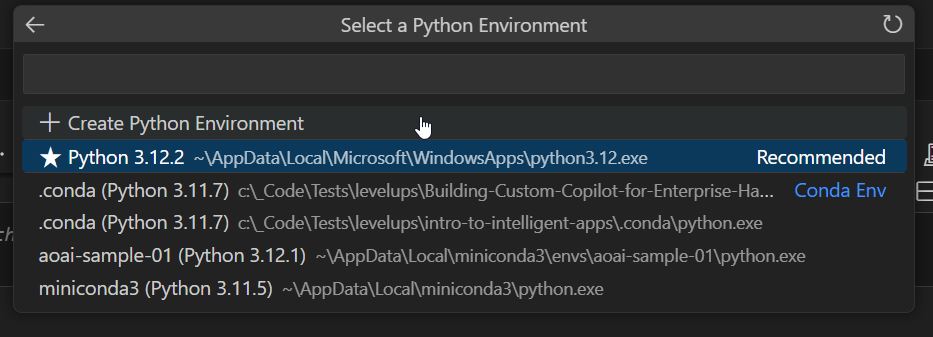 Select a Python Environment
Create Python Environment
Python 3.12.2 ~\AppData\Local\Microsoft\WindowsApps\python3.12.exe Recommended
.conda (Python 3.11.7) c:\_Code\Tests\levelups\Building-Custom-Copilot-for-Enterprise-Ha... Conda Env
.conda (Python 3.11.7) c:\_Code\Tests\levelups\intro-to-intelligent-apps\.conda\python.exe
aoai-sample-01 (Python 3.12.1) ~\AppData\Local\miniconda3\envs\aoai-sample-01\python.exe
miniconda3 (Python 3.11.5) ~\AppData\Local\miniconda3\python.exe